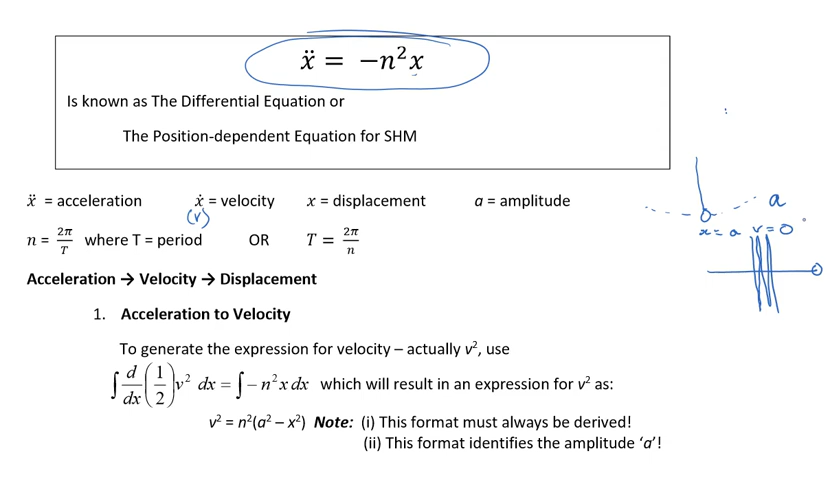 ẍ = −n²x
Is known as The Differential Equation or
The Position-dependent Equation for SHM
ẍ = acceleration ẋ = velocity x = displacement a = amplitude
(v)
n = 2π/T where T = period OR T = 2π/n
a
x = a v = 0
Acceleration → Velocity → Displacement
1. Acceleration to Velocity
To generate the expression for velocity – actually v², use
∫ d/dx (1/2) v² dx = ∫ − n²x dx which will result in an expression for v² as:
v² = n²(a² – x²) Note: (i) This format must always be derived!
(ii) This format identifies the amplitude ‘a’!